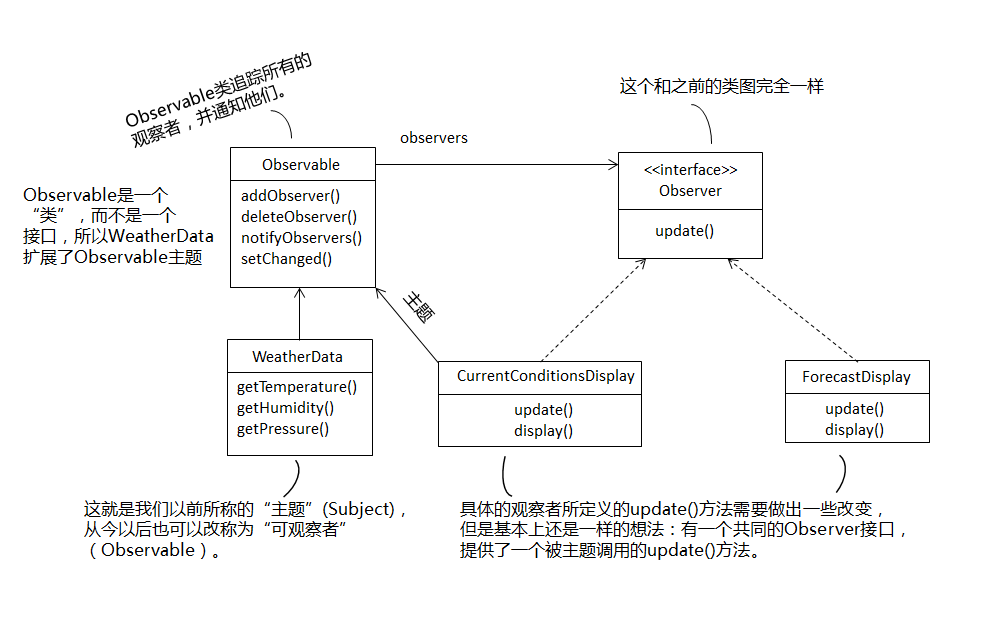 Observable类追踪所有的
观察者，并通知他们。
这个和之前的类图完全一样
observers
Observable
addObserver()
deleteObserver()
notifyObservers()
setChanged()
<<interface>>
Observer
update()
Observable是一个
“类”，而不是一个
接口，所以WeatherData
扩展了Observable主题
主题
WeatherData
getTemperature()
getHumidity()
getPressure()
CurrentConditionsDisplay
update()
display()
ForecastDisplay
update()
display()
这就是我们以前所称的“主题”(Subject)，
从今以后也可以改称为“可观察者”
（Observable）。
具体的观察者所定义的update()方法需要做出一些改变，
但是基本上还是一样的想法：有一个共同的Observer接口，
提供了一个被主题调用的update()方法。